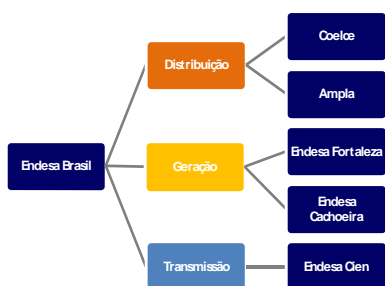 Endesa Brasil
Distribuição
Coelce
Ampla
Geração
Endesa Fortaleza
Endesa
Cachoeira
Transmissão
Endesa Cien